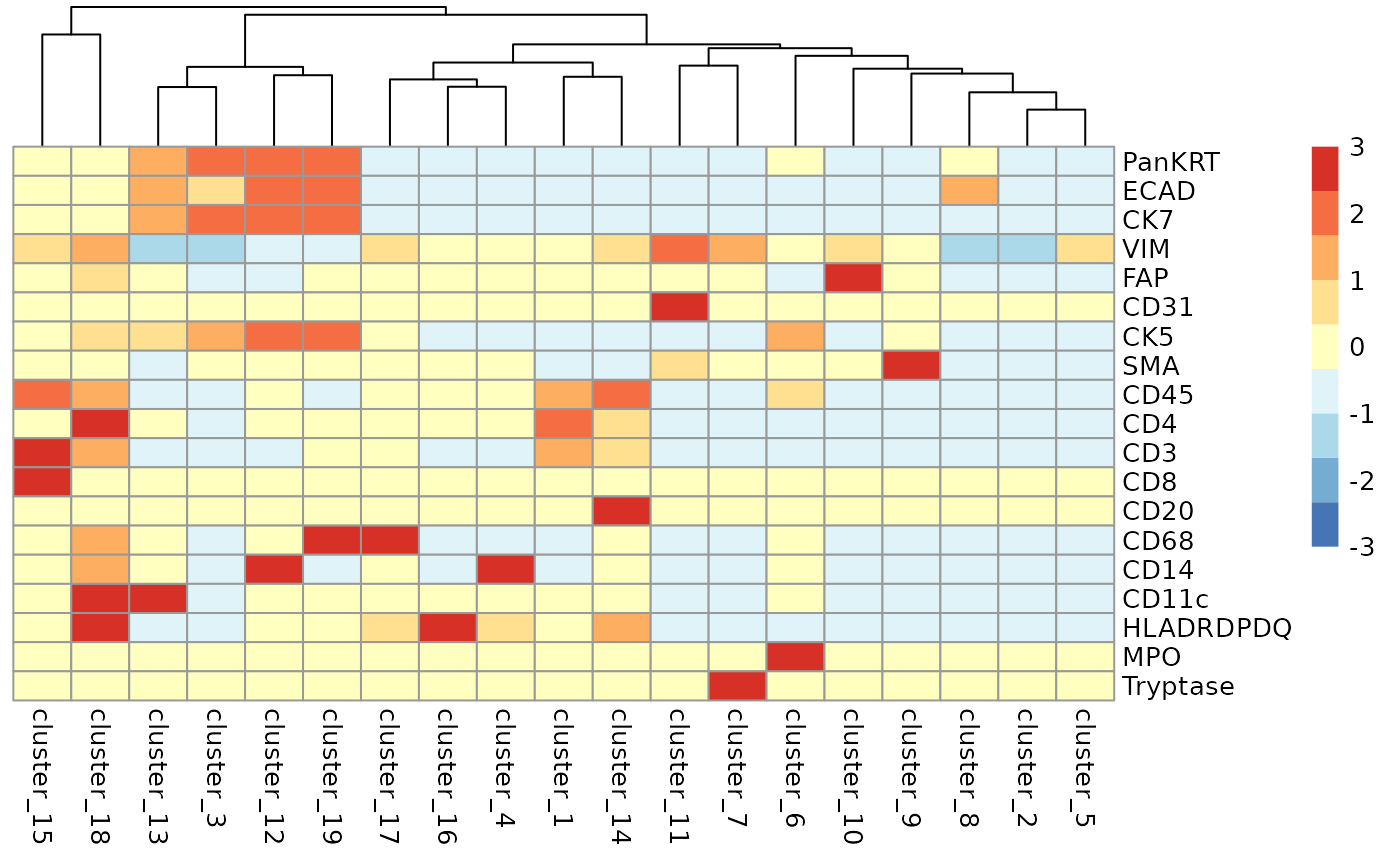 PanKRT
ECAD
CK7
VIM
FAP
CD31
CK5
SMA
CD45
CD4
CD3
CD8
CD20
CD68
CD14
CD11c
HLADRDPDQ
MPO
Tryptase
3
2
1
0
-1
-2
-3
cluster_15
cluster_18
cluster_13
cluster_3
cluster_12
cluster_19
cluster_17
cluster_16
cluster_4
cluster_1
cluster_14
cluster_11
cluster_7
cluster_6
cluster_10
cluster_9
cluster_8
cluster_2
cluster_5